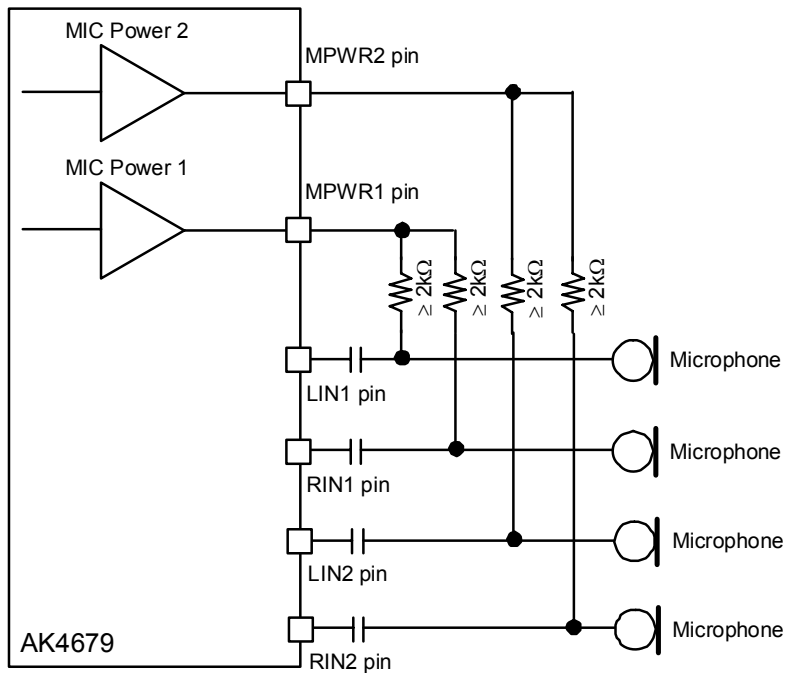 MIC Power 2
MPWR2 pin
MIC Power 1
MPWR1 pin
≥ 2kΩ
≥ 2kΩ
≥ 2kΩ
≥ 2kΩ
LIN1 pin
Microphone
RIN1 pin
Microphone
LIN2 pin
Microphone
AK4679
RIN2 pin
Microphone